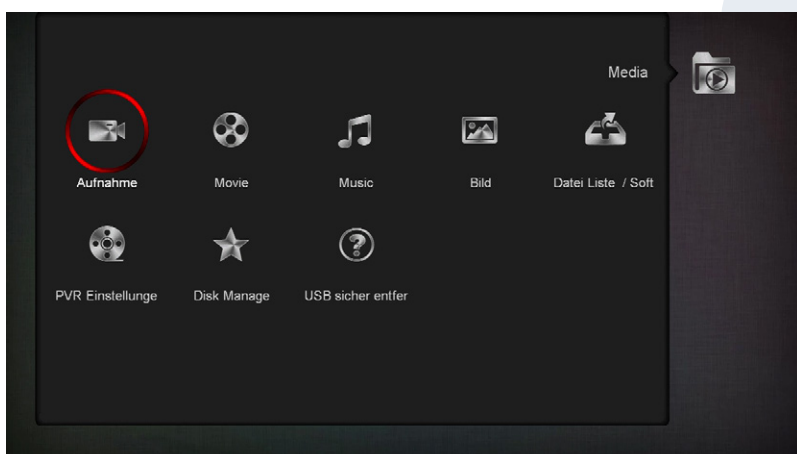 Media
Aufnahme Movie Music Bild Datei Liste / Soft
PVR Einstellunge Disk Manage USB sicher entfer